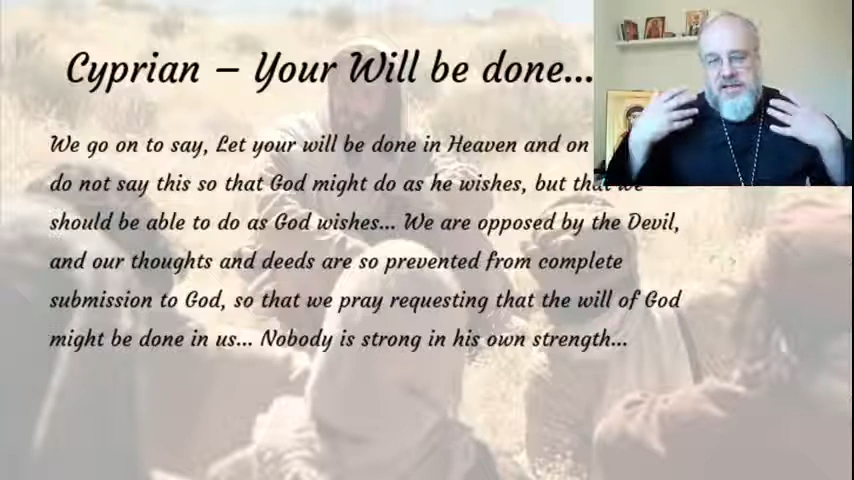 Cyprian – Your Will be done...
We go on to say, Let your will be done in Heaven and on
do not say this so that God might do as he wishes, but that we
should be able to do as God wishes... We are opposed by the Devil,
and our thoughts and deeds are so prevented from complete
submission to God, so that we pray requesting that the will of God
might be done in us... Nobody is strong in his own strength...